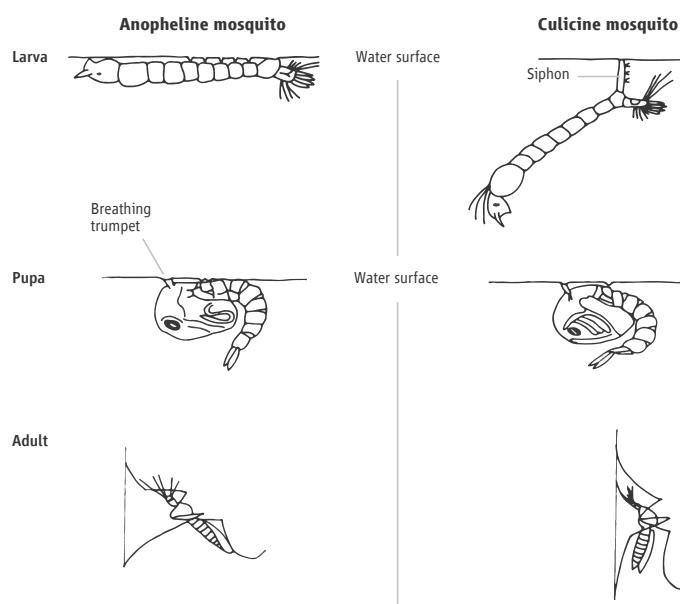 Anopheline mosquito
Culicine mosquito
Larva
Water surface
Siphon
Breathing
trumpet
Pupa
Water surface
Adult